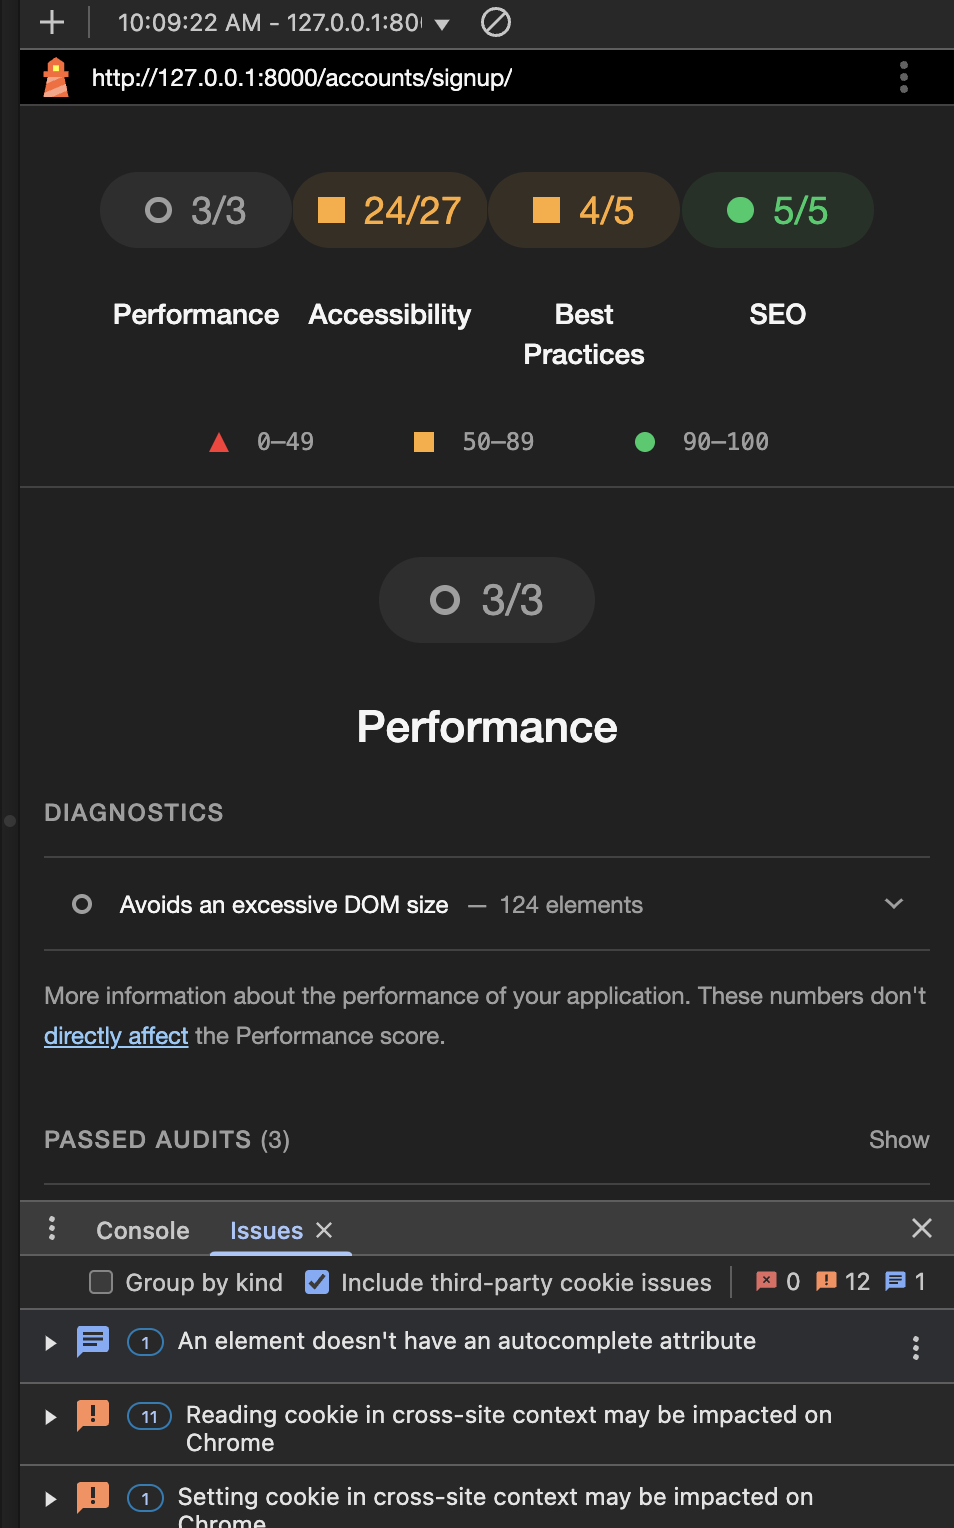 10:09:22 AM - 127.0.0.1:80
http://127.0.0.1:8000/accounts/signup/
3/3
24/27
4/5
5/5
Performance
Accessibility
Best
Practices
SEO
0–49
50–89
90–100
3/3
Performance
DIAGNOSTICS
Avoids an excessive DOM size — 124 elements
More information about the performance of your application. These numbers don't
directly affect the Performance score.
PASSED AUDITS (3)
Show
Console
Issues
Group by kind
Include third-party cookie issues
0
12
1
1 An element doesn't have an autocomplete attribute
11 Reading cookie in cross-site context may be impacted on
Chrome
1 Setting cookie in cross-site context may be impacted on
Chrome